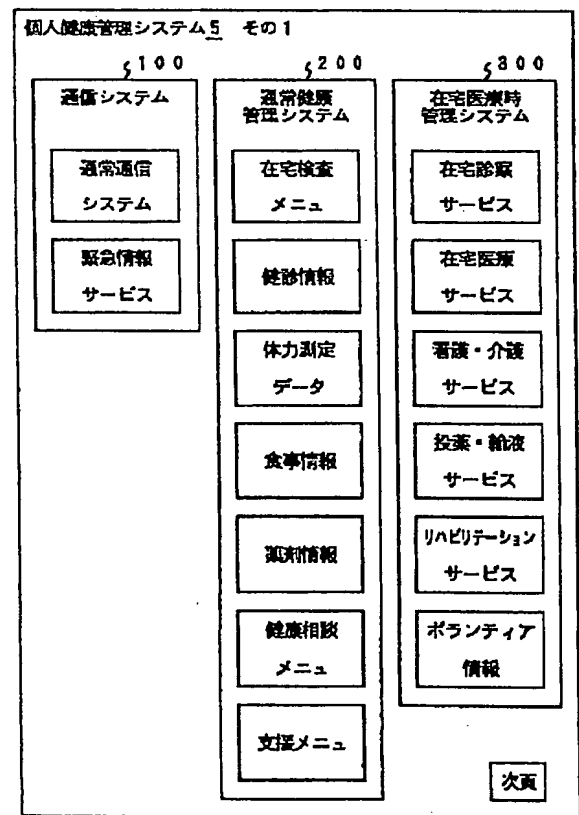 個人健康管理システム5 その1
100
通信システム
通常通信
システム
緊急情報
サービス
200
通常健康
管理システム
在宅検査
メニュ
健診情報
体力測定
データ
食事情報
薬剤情報
健康相談
メニュ
支援メニュ
300
在宅医療時
管理システム
在宅診察
サービス
在宅医療
サービス
看護・介護
サービス
投薬・輸液
サービス
リハビリテーション
サービス
ボランティア
情報
次頁